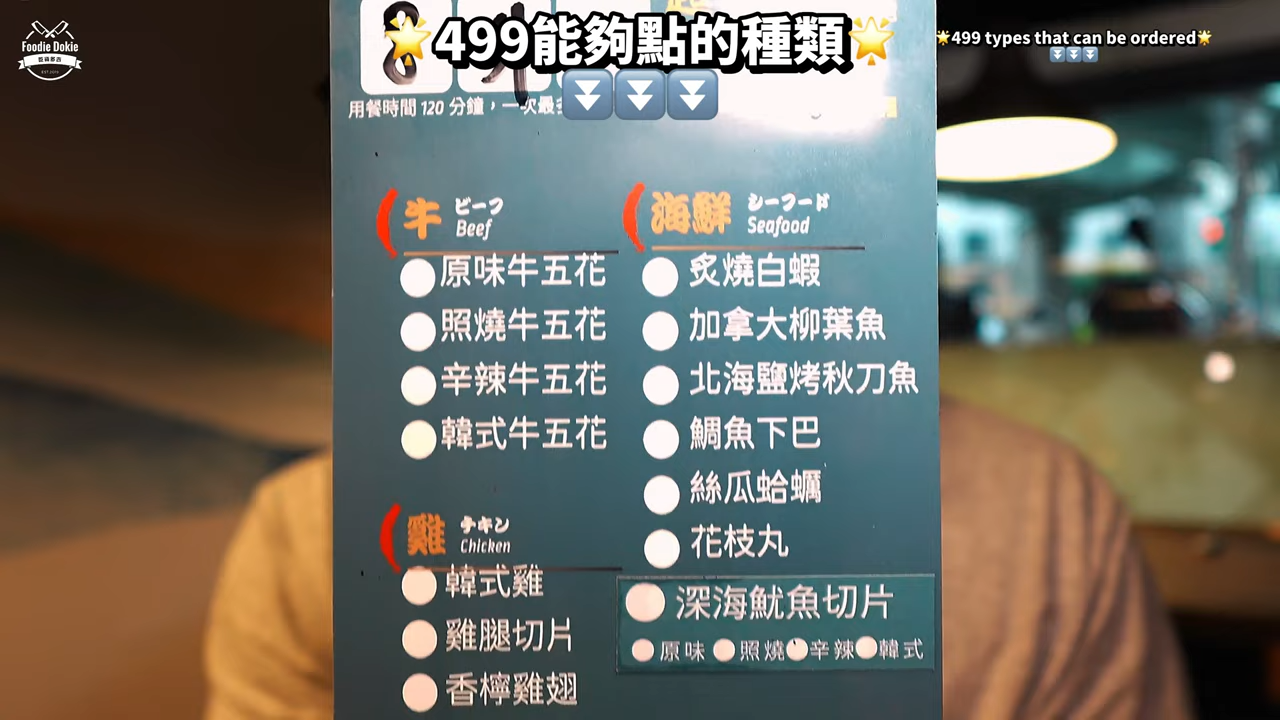 Foodie Dokie
🌟499能夠點的種類🌟
⏬⏬⏬
🌟499 types that can be ordered🌟
⏬⏬⏬
用餐時間 120 分鐘，一次最
牛 ビーフ
Beef
原味牛五花
照燒牛五花
辛辣牛五花
韓式牛五花
雞 チキン
Chicken
韓式雞
雞腿切片
香檸雞翅
海鮮 シーフード
Seafood
炙燒白蝦
加拿大柳葉魚
北海鹽烤秋刀魚
鯛魚下巴
絲瓜蛤蠣
花枝丸
深海魷魚切片
原味 照燒 辛辣 韓式